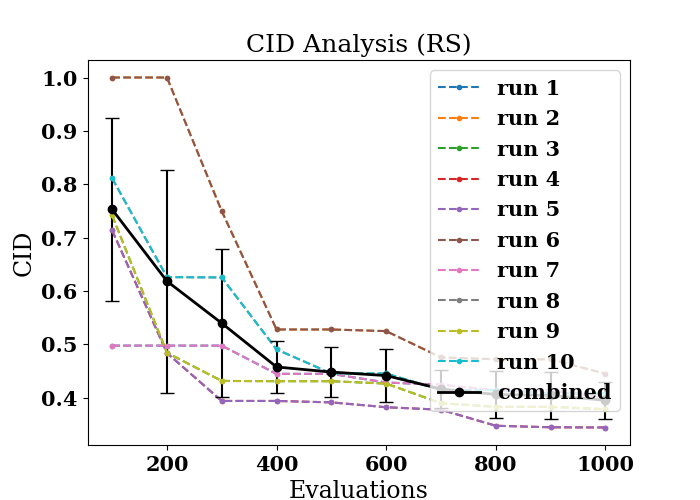 CID Analysis (RS)
CID
1.0
0.9
0.8
0.7
0.6
0.5
0.4
run 1
run 2
run 3
run 4
run 5
run 6
run 7
run 8
run 9
run 10
combined
200
400
600
800
1000
Evaluations